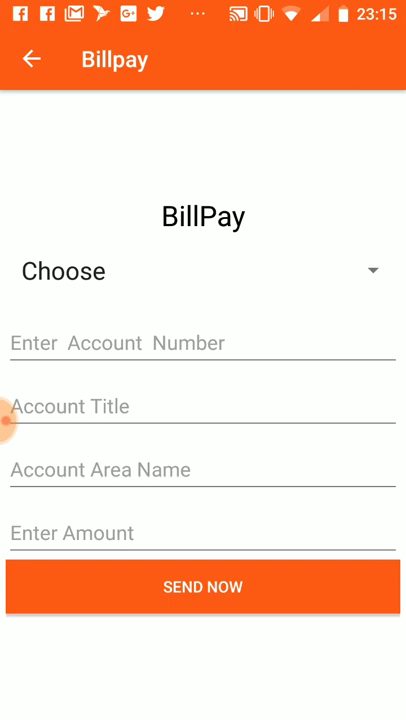 23:15
Billpay
BillPay
Choose
Enter Account Number
Account Title
Account Area Name
Enter Amount
SEND NOW